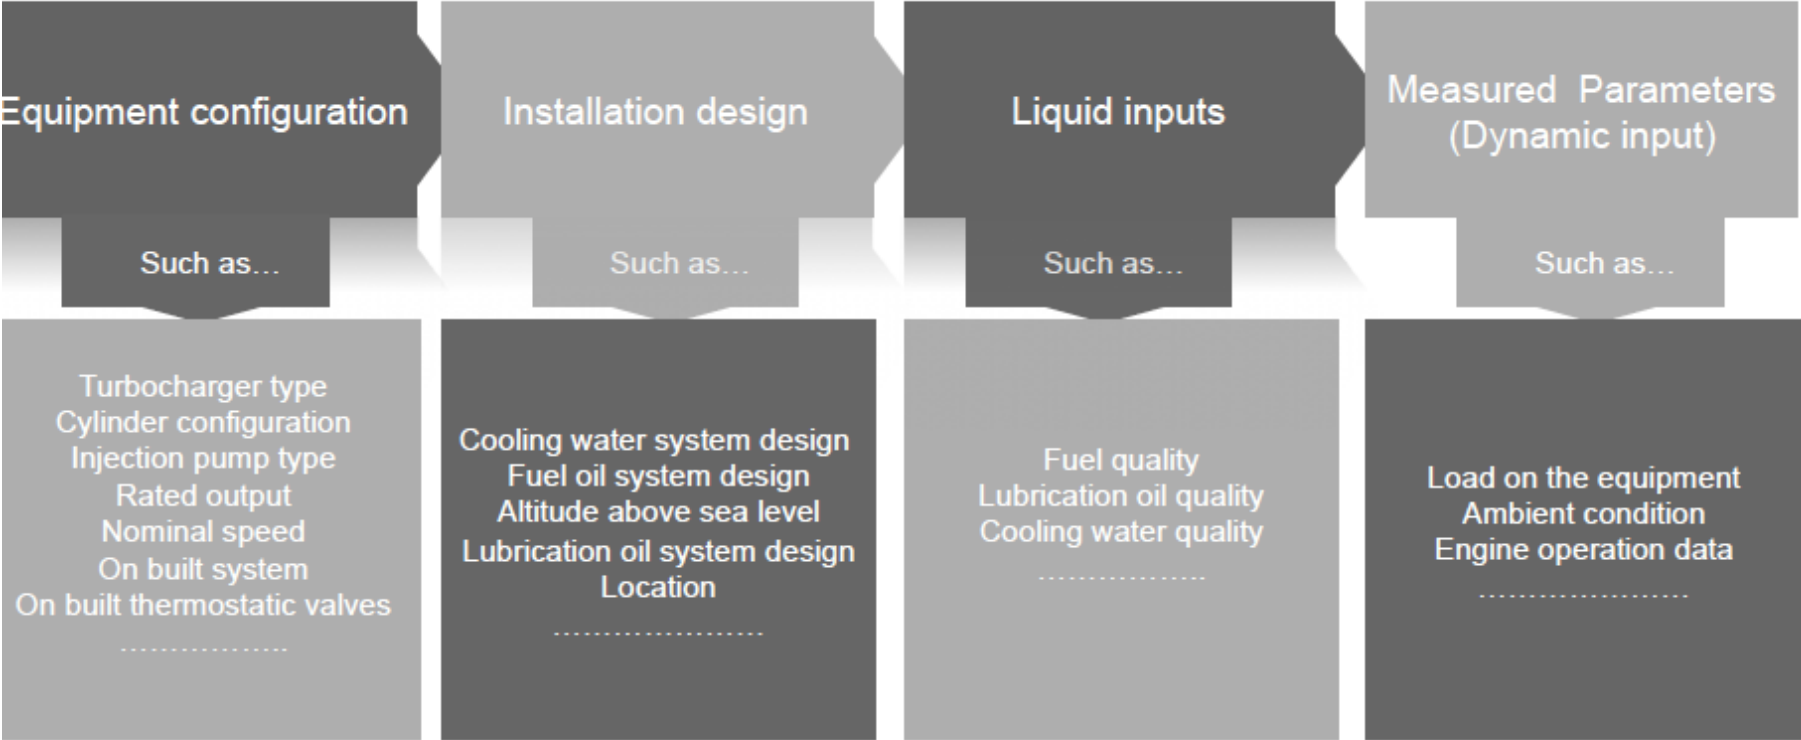 Equipment configuration
Such as…
Turbocharger type
Cylinder configuration
Injection pump type
Rated output
Nominal speed
On built system
On built thermostatic valves
……………..
Installation design
Such as…
Cooling water system design
Fuel oil system design
Altitude above sea level
Lubrication oil system design
Location
…………………
Liquid inputs
Such as…
Fuel quality
Lubrication oil quality
Cooling water quality
……………..
Measured Parameters
(Dynamic input)
Such as…
Load on the equipment
Ambient condition
Engine operation data
…………………